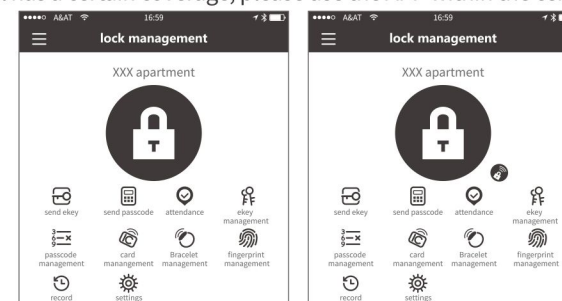 A&AT 16:59
lock management
XXX apartment
T
send ekey send passcode attendance ekey management
passcode management card manangement Bracelet management fingerprint management
record settings
A&AT 16:59
lock management
XXX apartment
T
send ekey send passcode attendance ekey management
passcode management card manangement Bracelet management fingerprint management
record settings